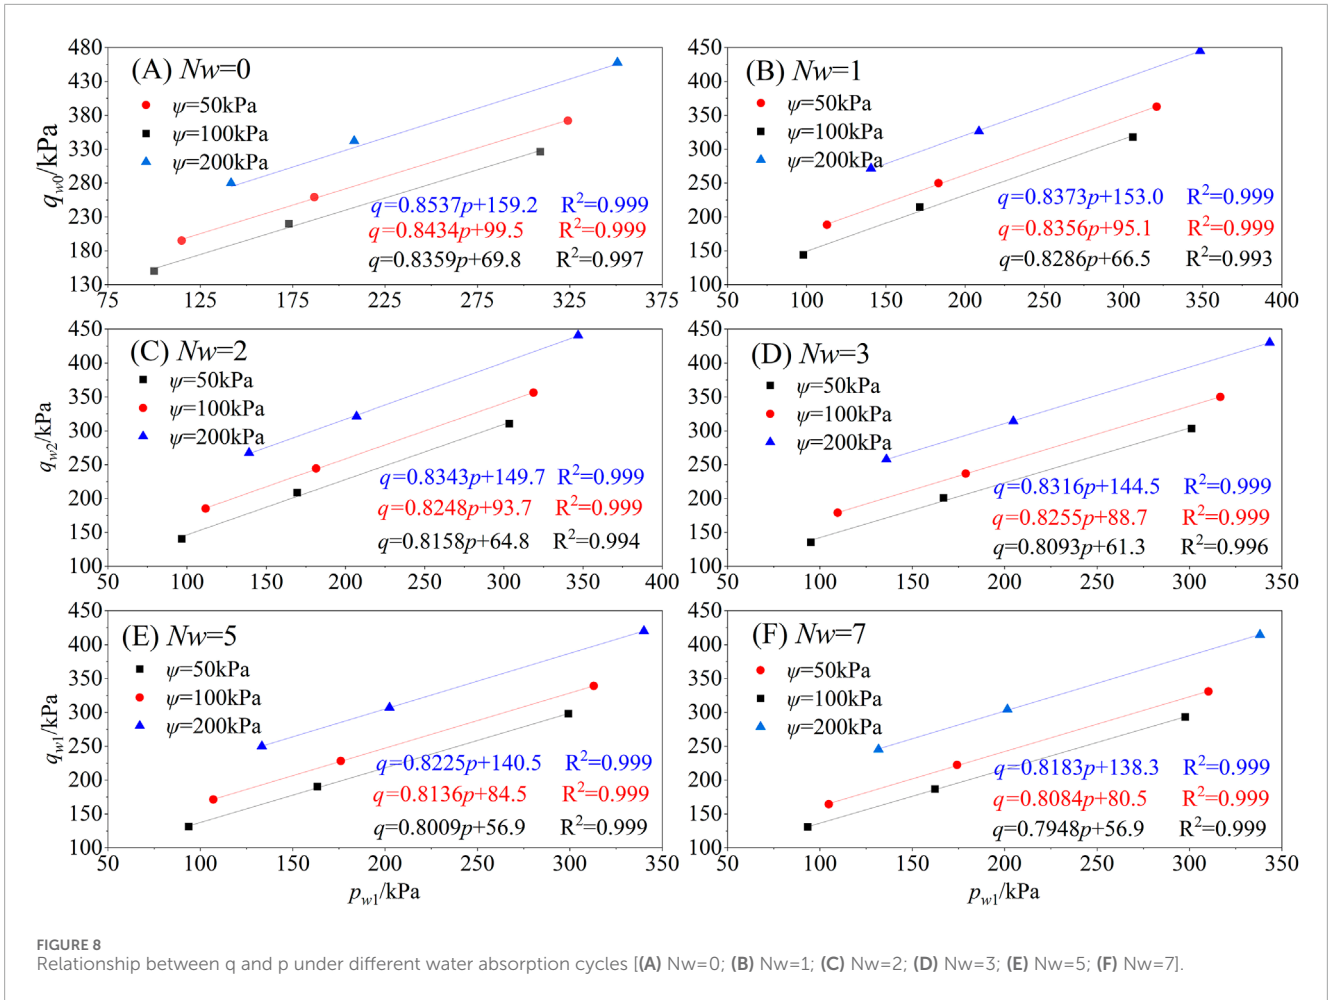 (A) Nw=0
ψ=50kPa
ψ=100kPa
ψ=200kPa
q=0.8537p+159.2 R²=0.999
q=0.8434p+99.5 R²=0.999
q=0.8359p+69.8 R²=0.997
480
430
380
330
280
230
180
130
75 125 175 225 275 325 375
q_w0/kPa
(B) Nw=1
ψ=50kPa
ψ=100kPa
ψ=200kPa
q=0.8373p+153.0 R²=0.999
q=0.8356p+95.1 R²=0.999
q=0.8286p+66.5 R²=0.993
450
400
350
300
250
200
150
100
50 100 150 200 250 300 350 400
(C) Nw=2
ψ=50kPa
ψ=100kPa
ψ=200kPa
q=0.8343p+149.7 R²=0.999
q=0.8248p+93.7 R²=0.999
q=0.8158p+64.8 R²=0.994
450
400
350
300
250
200
150
100
50 100 150 200 250 300 350 400
q_w2/kPa
(D) Nw=3
ψ=50kPa
ψ=100kPa
ψ=200kPa
q=0.8316p+144.5 R²=0.999
q=0.8255p+88.7 R²=0.999
q=0.8093p+61.3 R²=0.996
450
400
350
300
250
200
150
100
50 100 150 200 250 300 350
(E) Nw=5
ψ=50kPa
ψ=100kPa
ψ=200kPa
q=0.8225p+140.5 R²=0.999
q=0.8136p+84.5 R²=0.999
q=0.8009p+56.9 R²=0.999
450
400
350
300
250
200
150
100
50 100 150 200 250 300 350
q_w1/kPa
p_w1/kPa
(F) Nw=7
ψ=50kPa
ψ=100kPa
ψ=200kPa
q=0.8183p+138.3 R²=0.999
q=0.8084p+80.5 R²=0.999
q=0.7948p+56.9 R²=0.999
450
400
350
300
250
200
150
100
50 100 150 200 250 300 350
p_w1/kPa
FIGURE 8
Relationship between q and p under different water absorption cycles [(A) Nw=0; (B) Nw=1; (C) Nw=2; (D) Nw=3; (E) Nw=5; (F) Nw=7].